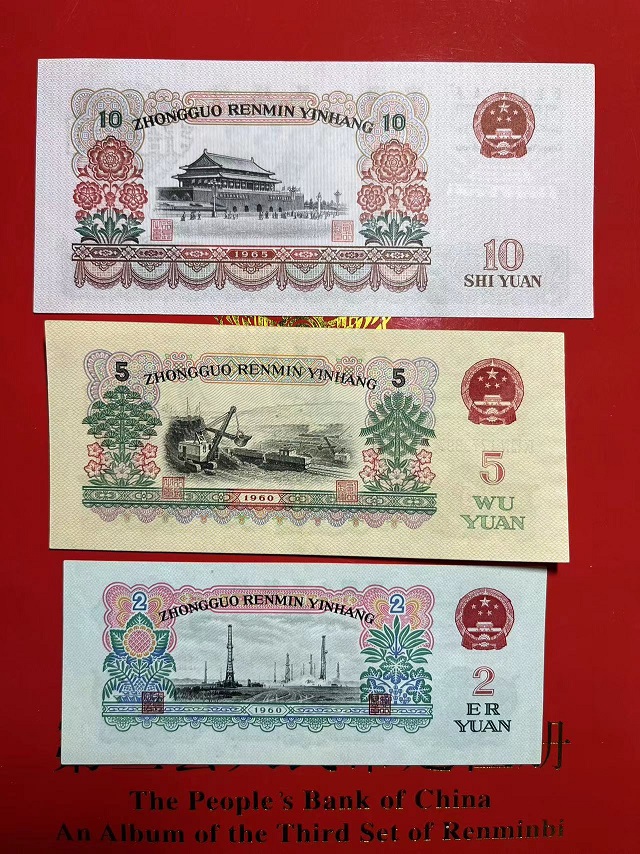 10 ZHONGGUO RENMIN YINHANG 10
1965
10
SHI YUAN
5 ZHONGGUO RENMIN YINHANG 5
1960
5
WU
YUAN
2 ZHONGGUO RENMIN YINHANG 2
1960
2
ER
YUAN
The People's Bank of China
An Album of the Third Set of Renminbi